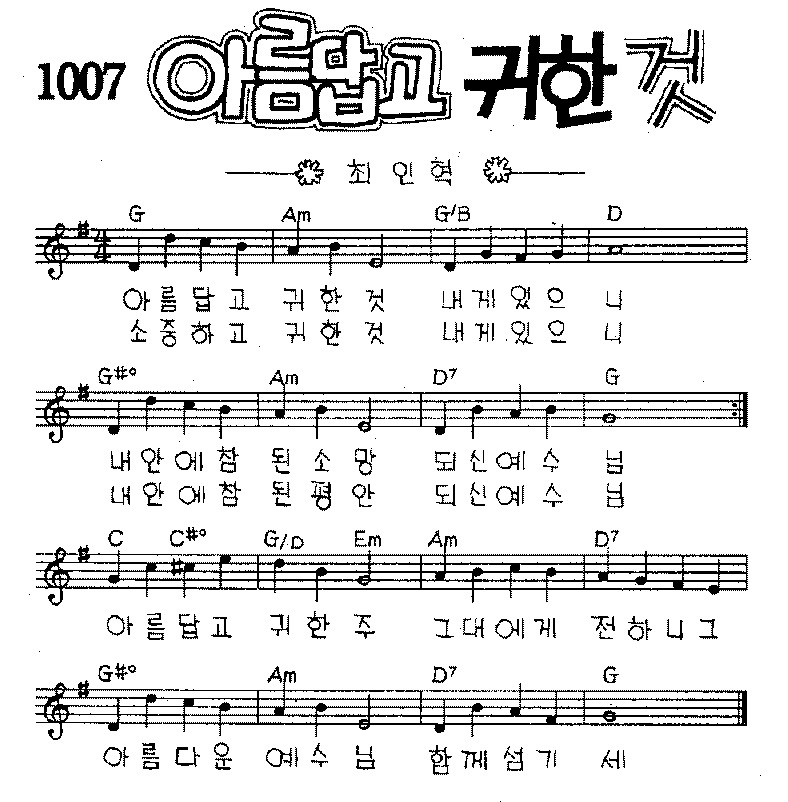 1007 아름답고 귀한 것
최 인 혁
G Am G/B D
아 름 답 고 귀 한 것 내 게 있 으 니
소 중 하 고 귀 한 것 내 게 있 으 니
G#° Am D7 G
내 안 에 참 된 소 망 되 신 예 수 님
내 안 에 참 된 평 안 되 신 예 수 님
C C#° G/D Em Am D7
아 름 답 고 귀 한 주 그 대 에 게 전 하 니 그
G#° Am D7 G
아 름 다 운 예 수 님 함 께 섬 기 세